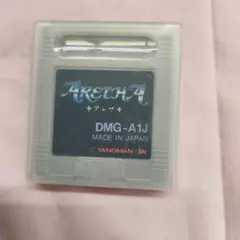 ARETHA
アレサ
DMG-A1J
MADE IN JAPAN
YANOMAN